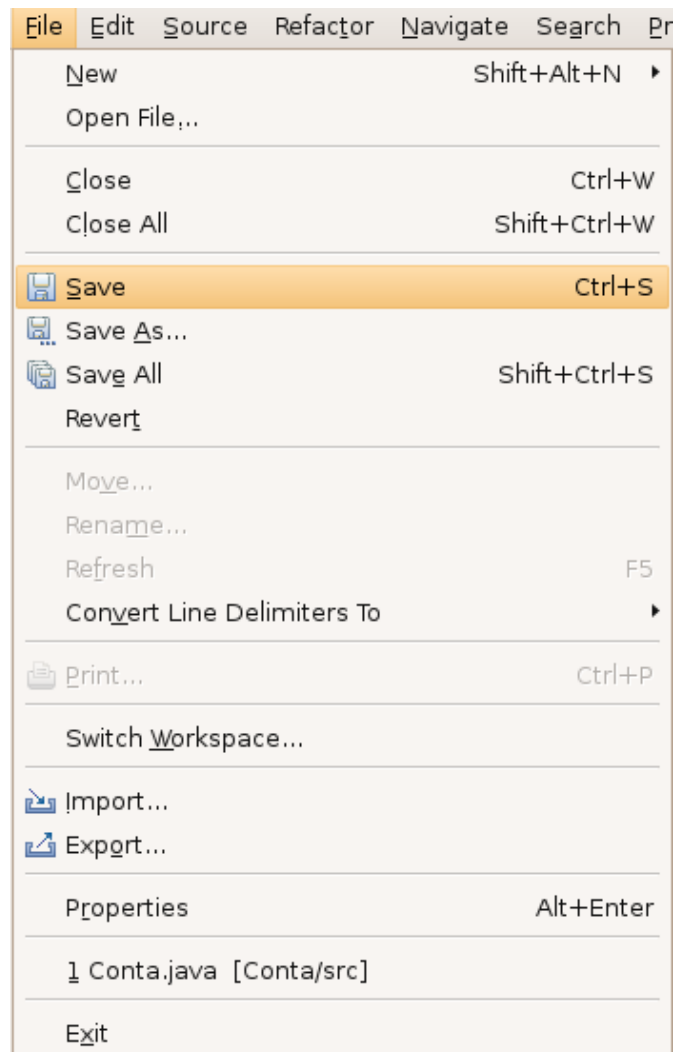 File Edit Source Refactor Navigate Search Pr
New Shift+Alt+N
Open File...
Close Ctrl+W
Close All Shift+Ctrl+W
Save Ctrl+S
Save As...
Save All Shift+Ctrl+S
Revert
Move...
Rename...
Refresh F5
Convert Line Delimiters To
Print... Ctrl+P
Switch Workspace...
Import...
Export...
Properties Alt+Enter
1 Conta.java [Conta/src]
Exit